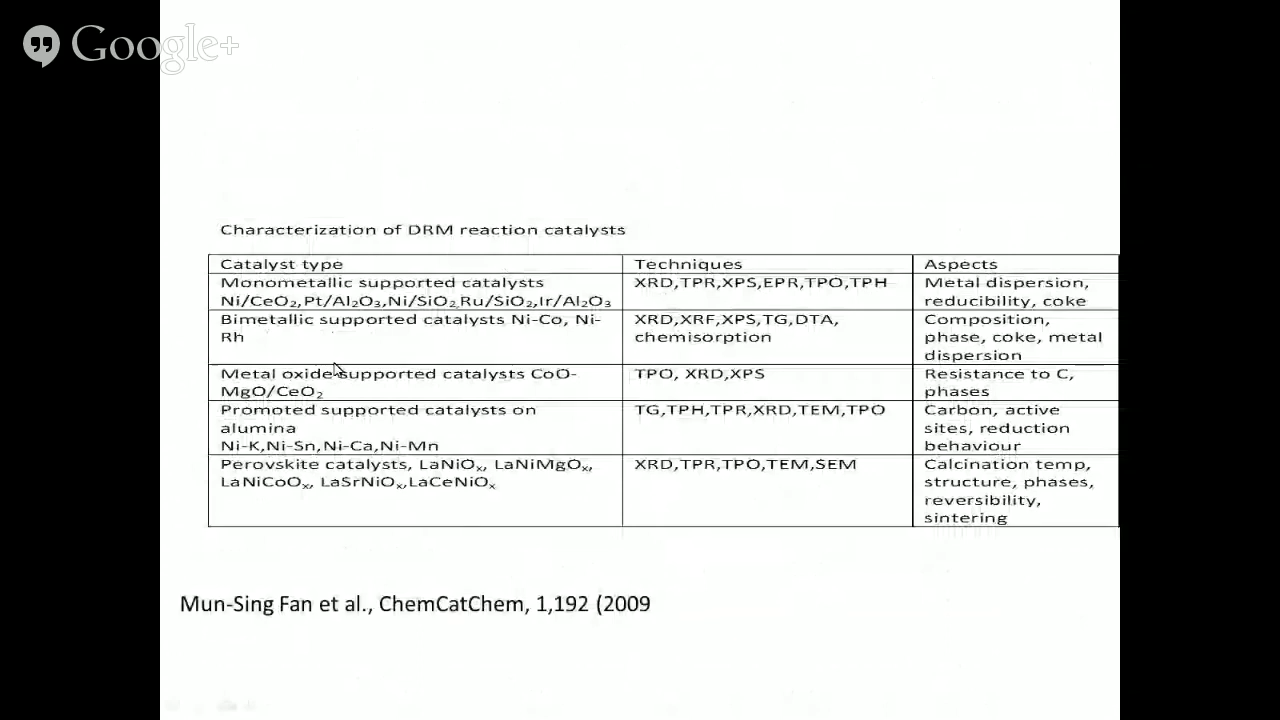 Google+
Characterization of DRM reaction catalysts
Catalyst type Techniques Aspects
Monometallic supported catalysts XRD,TPR,XPS,EPR,TPO,TPH Metal dispersion,
Ni/CeO₂,Pt/Al₂O₃,Ni/SiO₂,Ru/SiO₂,Ir/Al₂O₃ reducibility, coke
Bimetallic supported catalysts Ni-Co, Ni- XRD,XRF,XPS,TG,DTA, Composition,
Rh chemisorption phase, coke, metal
dispersion
Metal oxide supported catalysts CoO- TPO, XRD,XPS Resistance to C,
MgO/CeO₂ phases
Promoted supported catalysts on TG,TPH,TPR,XRD,TEM,TPO Carbon, active
alumina sites, reduction
Ni-K,Ni-Sn,Ni-Ca,Ni-Mn behaviour
Perovskite catalysts, LaNiOₓ, LaNiMgOₓ, XRD,TPR,TPO,TEM,SEM Calcination temp,
LaNiCoOₓ, LaSrNiOₓ,LaCeNiOₓ structure, phases,
reversibility,
sintering
Mun-Sing Fan et al., ChemCatChem, 1,192 (2009